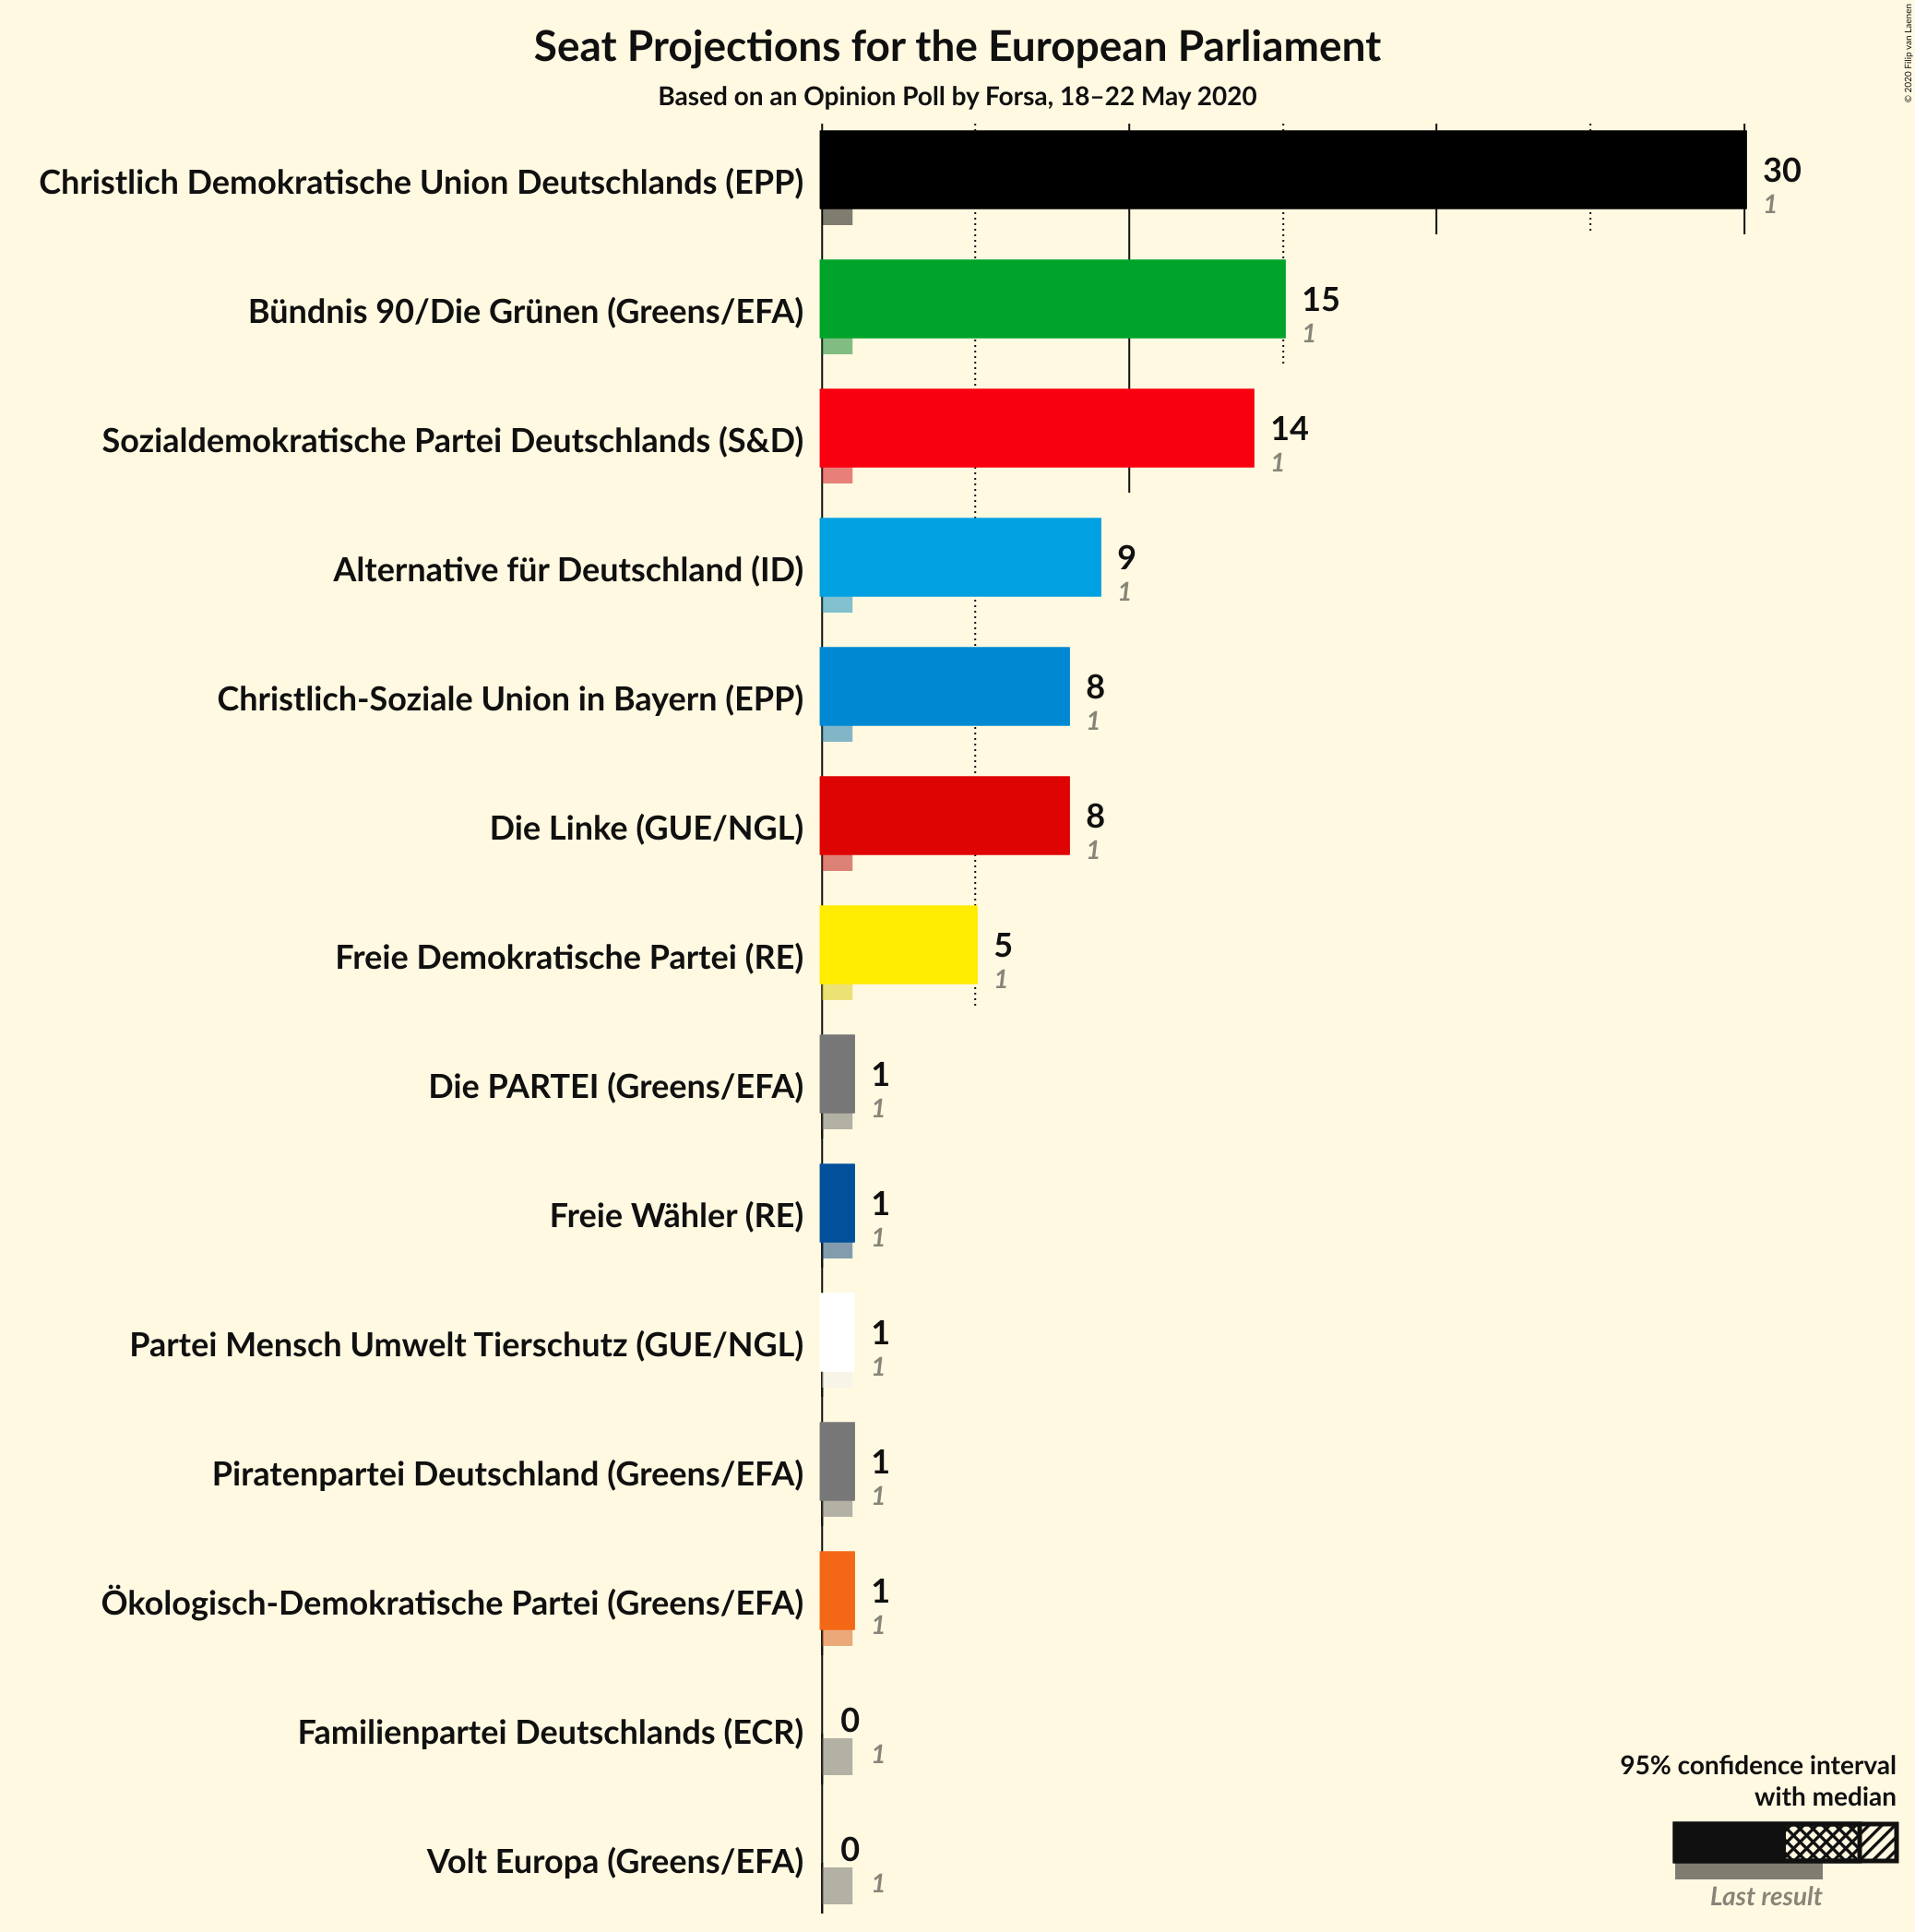 © 2020 Filip van Laenen
Seat Projections for the European Parliament
Based on an Opinion Poll by Forsa, 18–22 May 2020
Christlich Demokratische Union Deutschlands (EPP)
30
1
Bündnis 90/Die Grünen (Greens/EFA)
15
1
Sozialdemokratische Partei Deutschlands (S&D)
14
1
Alternative für Deutschland (ID)
9
1
Christlich-Soziale Union in Bayern (EPP)
8
1
Die Linke (GUE/NGL)
8
1
Freie Demokratische Partei (RE)
5
1
Die PARTEI (Greens/EFA)
1
1
Freie Wähler (RE)
1
1
Partei Mensch Umwelt Tierschutz (GUE/NGL)
1
1
Piratenpartei Deutschland (Greens/EFA)
1
1
Ökologisch-Demokratische Partei (Greens/EFA)
1
1
Familienpartei Deutschlands (ECR)
0
1
Volt Europa (Greens/EFA)
0
1
95% confidence interval
with median
Last result